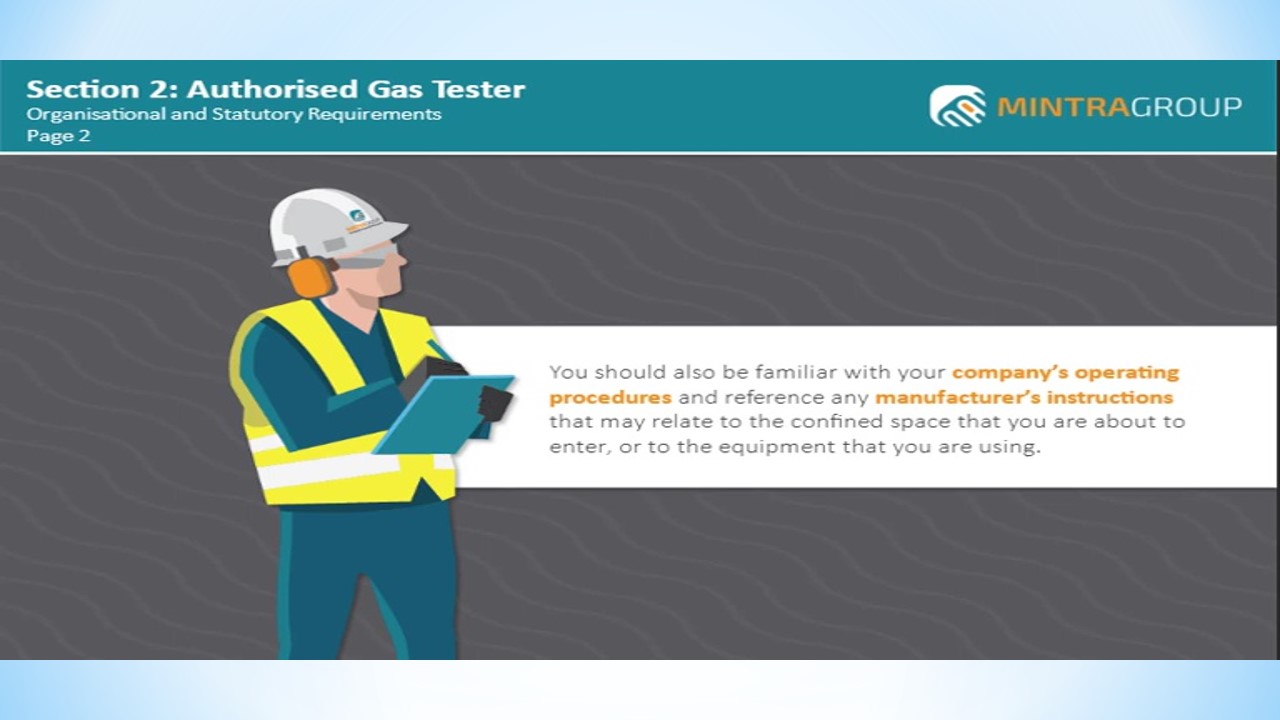 Section 2: Authorised Gas Tester
Organisational and Statutory Requirements
Page 2
MINTRAGROUP
You should also be familiar with your company's operating
procedures and reference any manufacturer's instructions
that may relate to the confined space that you are about to
enter, or to the equipment that you are using.